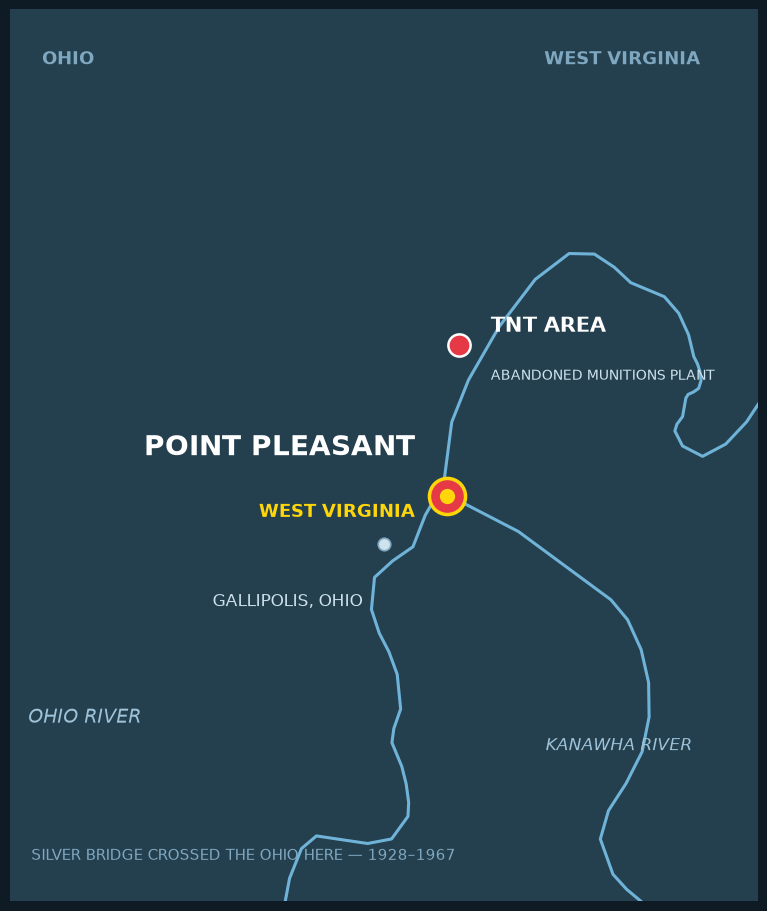 OHIO
WEST VIRGINIA
TNT AREA
ABANDONED MUNITIONS PLANT
POINT PLEASANT
WEST VIRGINIA
GALLIPOLIS, OHIO
OHIO RIVER
KANAWHA RIVER
SILVER BRIDGE CROSSED THE OHIO HERE — 1928–1967